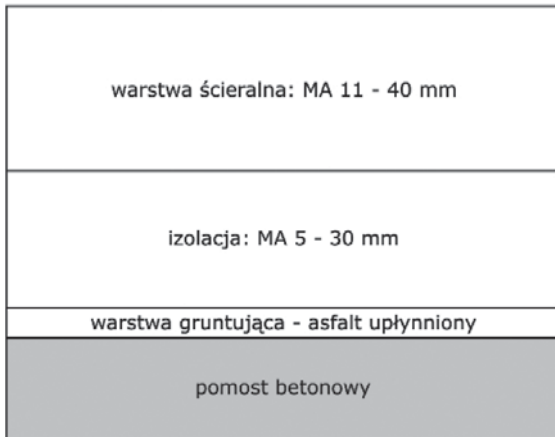 warstwa ścieralna: MA 11 - 40 mm
izolacja: MA 5 - 30 mm
warstwa gruntująca - asfalt upłynniony
pomost betonowy